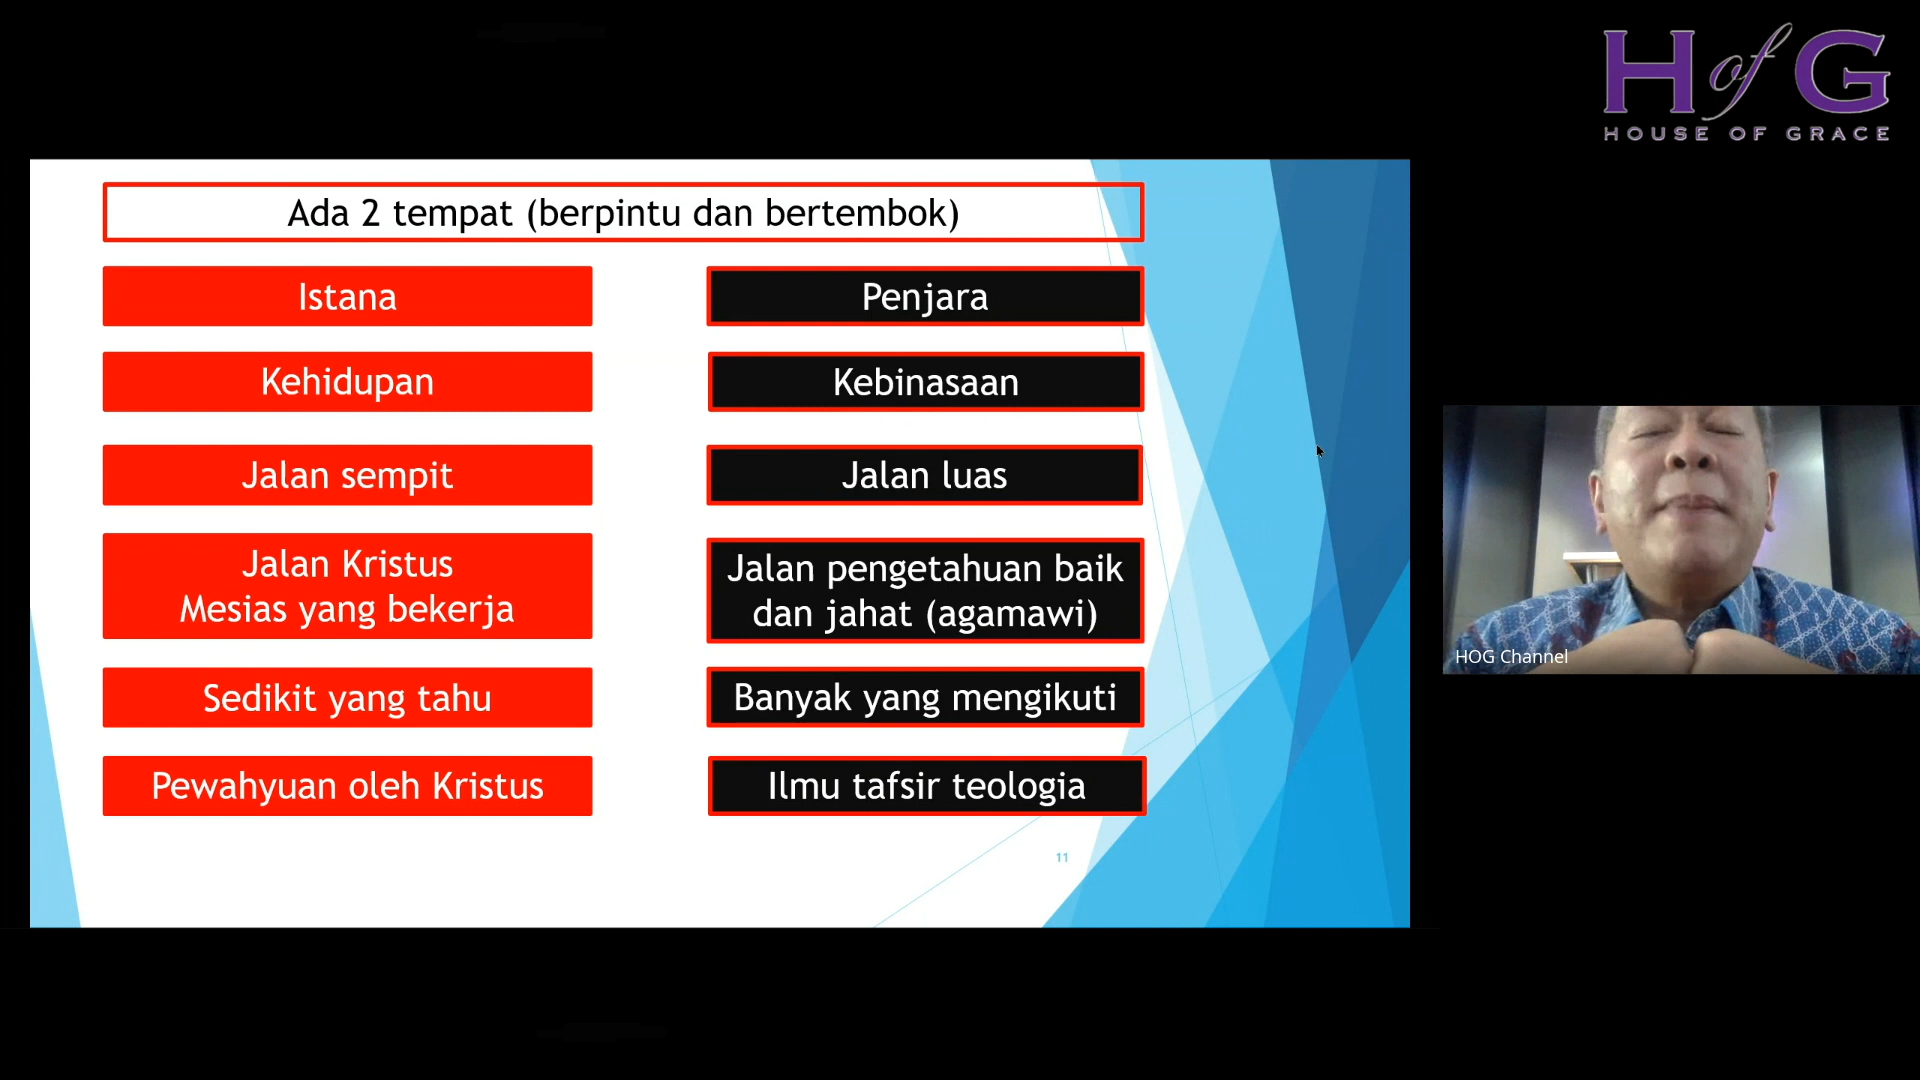 H of G
HOUSE OF GRACE
Ada 2 tempat (berpintu dan bertembok)
Istana
Penjara
Kehidupan
Kebinasaan
Jalan sempit
Jalan luas
Jalan Kristus
Mesias yang bekerja
Jalan pengetahuan baik
dan jahat (agamawi)
Sedikit yang tahu
Banyak yang mengikuti
Pewahyuan oleh Kristus
Ilmu tafsir teologia
11
HOG Channel